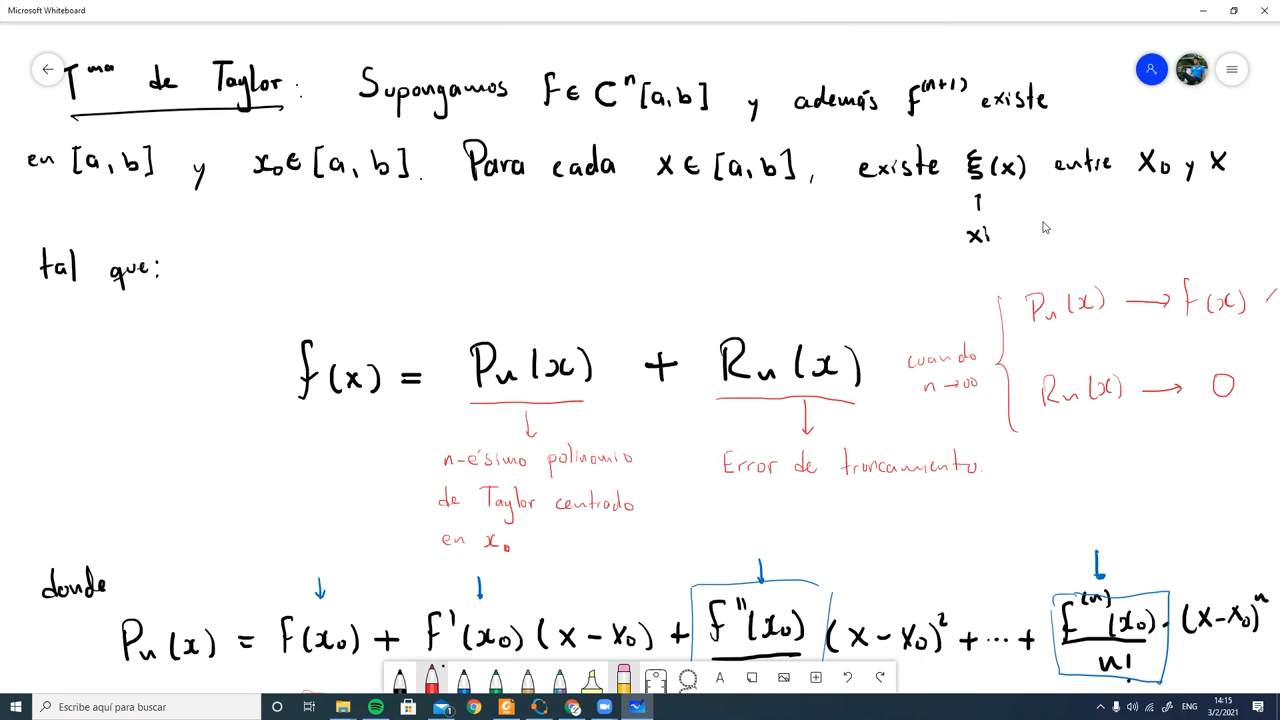 Microsoft Whiteboard
Tma de Taylor: Supongamos f ∈ Cⁿ[a,b] y además f⁽ⁿ⁺¹⁾ existe
en [a,b] y x₀∈[a,b]. Para cada x∈[a,b], existe ξ(x) entre x₀ y x
↑
xi
tal que:
f(x) = Pₙ(x) + Rₙ(x)
cuando
n→∞
Pₙ(x) → f(x)
Rₙ(x) → 0
n-ésimo polinomio
de Taylor centrado
en x₀
Error de truncamiento.
donde
Pₙ(x) = f(x₀) + f'(x₀)(x-x₀) + f''(x₀) (x-x₀)² + ... + f⁽ⁿ⁾(x₀)/n! · (x-x₀)ⁿ
Escribe aquí para buscar
14:15
3/2/2021